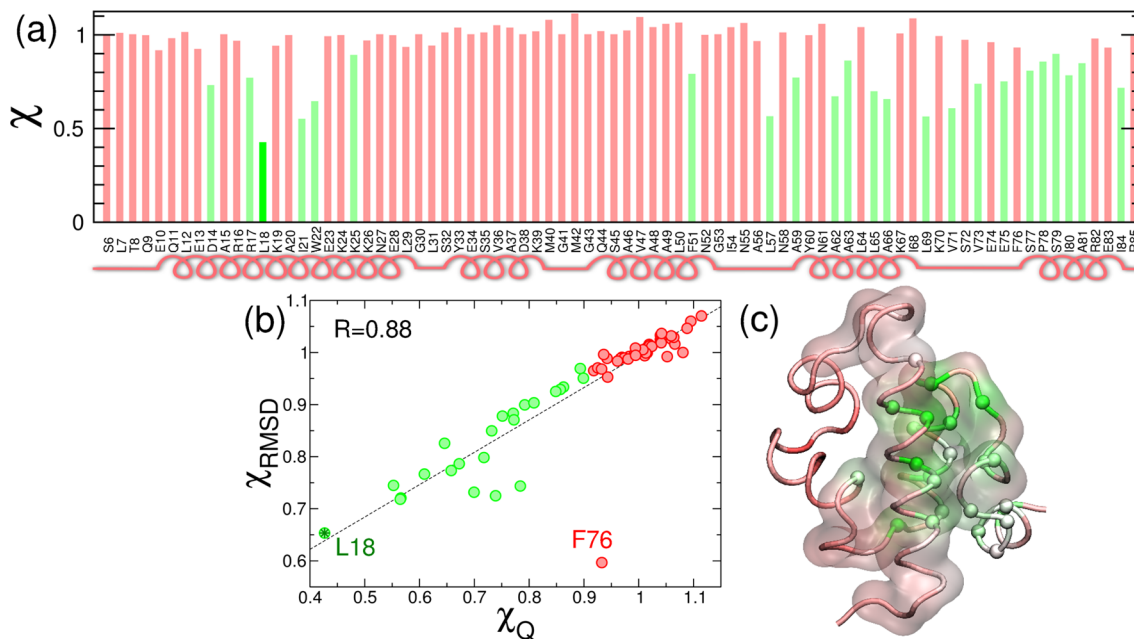 (a)
χ
1
0.5
0
S6 L7 T8 Q9 E10 Q11 L12 E13 D14 A15 R16 R17 L18 K19 A20 I21 W22 E23 K24 K25 K26 N27 E28 L29 G30 L31 S32 Y33 E34 S35 V36 A37 D38 K39 M40 G41 M42 G43 Q44 S45 A46 V47 A48 A49 L50 F51 N52 G53 I54 N55 A56 L57 N58 A59 Y60 N61 A62 A63 L64 L65 A66 K67 I68 L69 K70 V71 S72 V73 E74 E75 F76 S77 P78 S79 I80 A81 R82 E83 I84
(b)
R=0.88
χRMSD
1.1
1
0.9
0.8
0.7
0.6
L18
F76
0.4 0.5 0.6 0.7 0.8 0.9 1 1.1
χQ
(c)